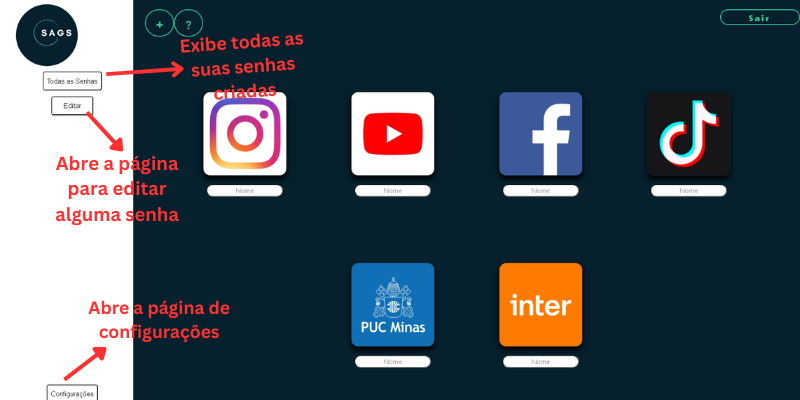 SAGS
+
?
Sair
Exibe todas as
suas senhas
criadas
Todas as Senhas
Editar
Abre a página
para editar
alguma senha
Nome
Nome
Nome
Nome
PUC Minas
inter
Abre a página de
configurações
Nome
Nome
Configurações